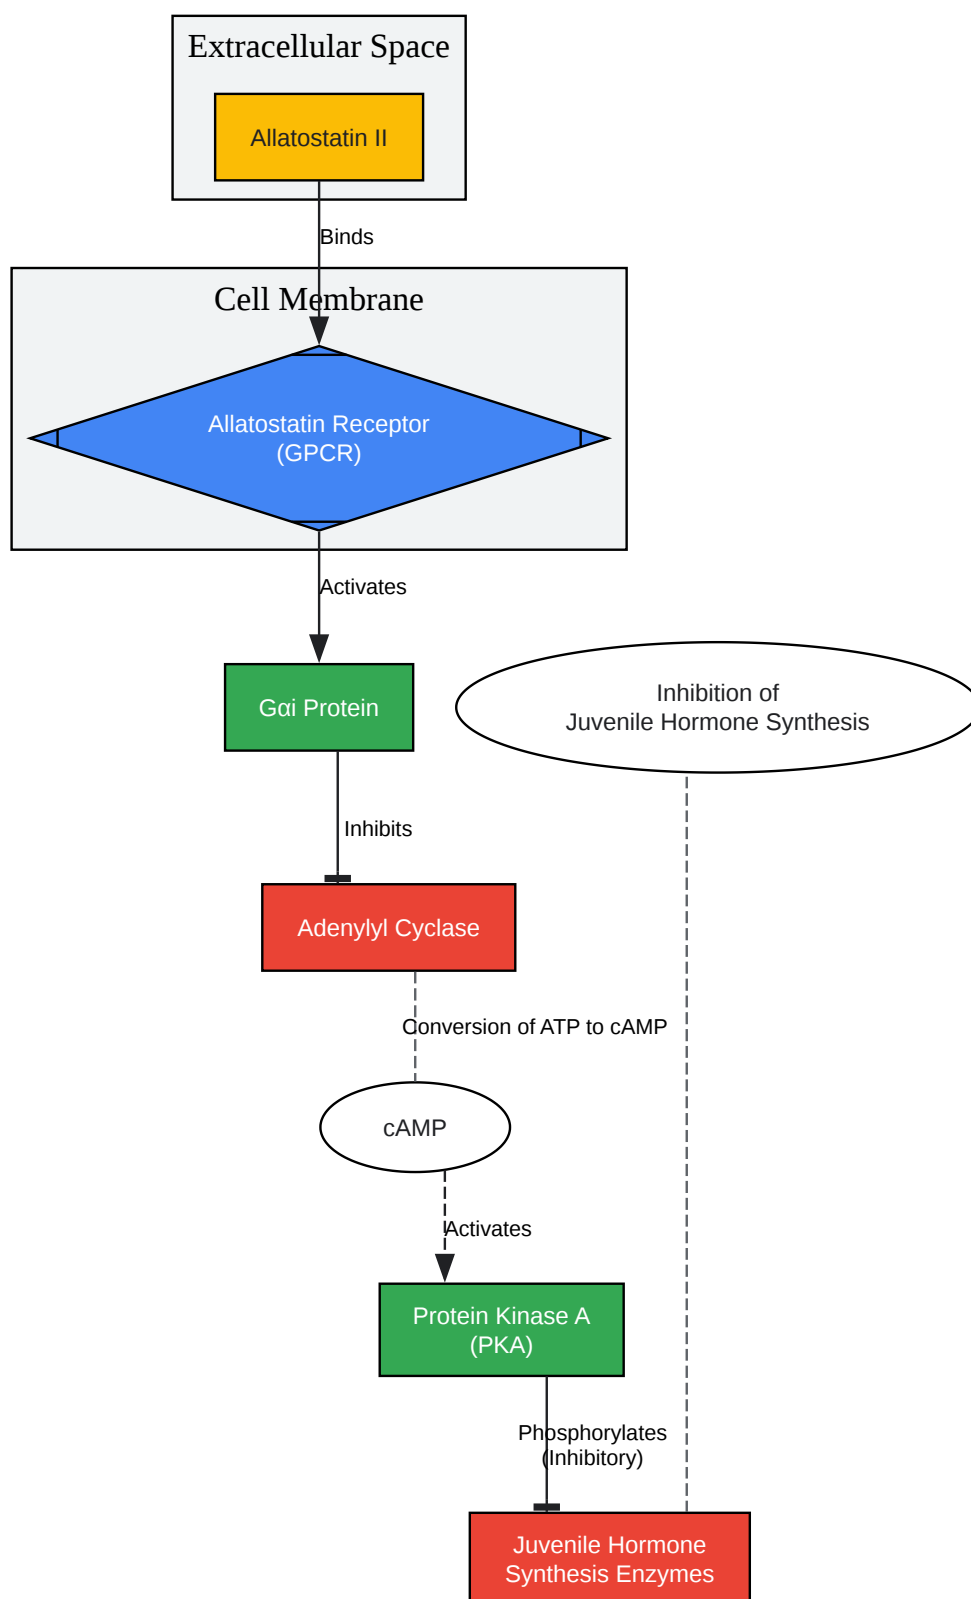 Extracellular Space
Allatostatin II
Binds
Cell Membrane
Allatostatin Receptor
(GPCR)
Activates
Gαi Protein
Inhibition of
Juvenile Hormone Synthesis
Inhibits
Adenylyl Cyclase
Conversion of ATP to cAMP
cAMP
Activates
Protein Kinase A
(PKA)
Phosphorylates
(Inhibitory)
Juvenile Hormone
Synthesis Enzymes